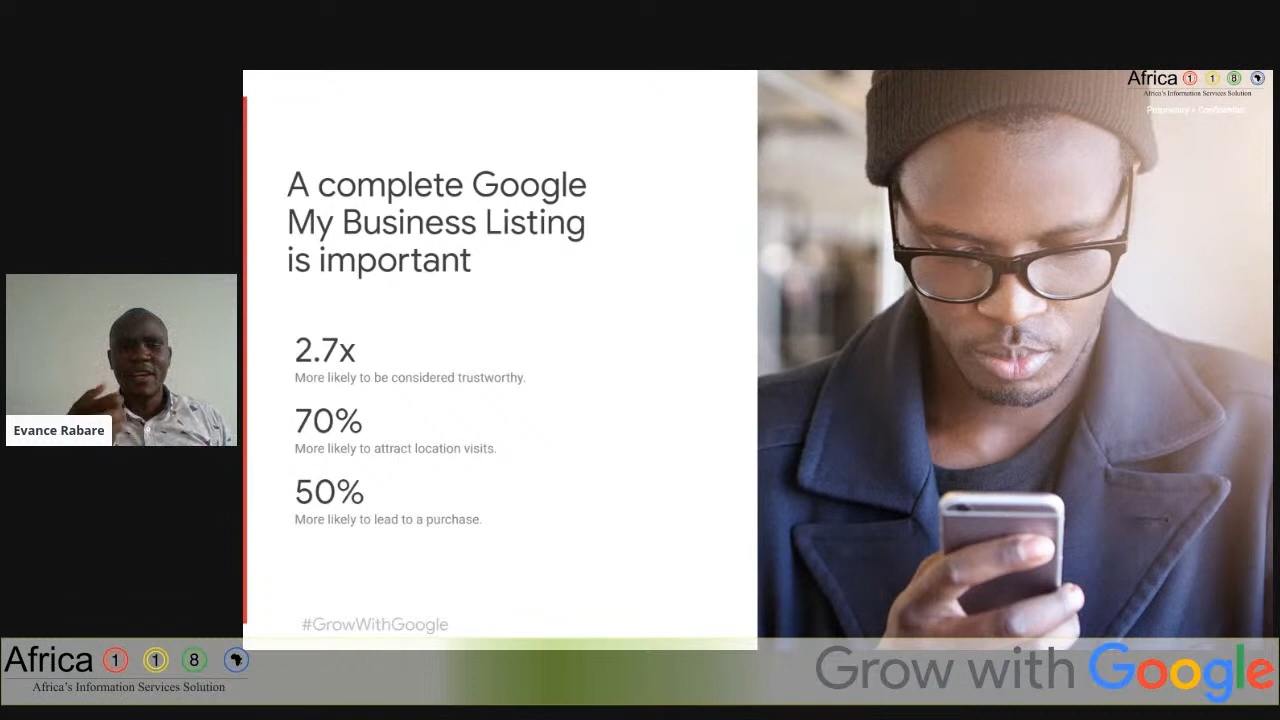 Africa 1 1 8
Africa's Information Services Solution
Proprietary + Confidential
A complete Google
My Business Listing
is important
2.7x
More likely to be considered trustworthy.
70%
More likely to attract location visits.
50%
More likely to lead to a purchase.
Evance Rabare
#GrowWithGoogle
Africa 1 1 8
Africa's Information Services Solution
Grow with Google